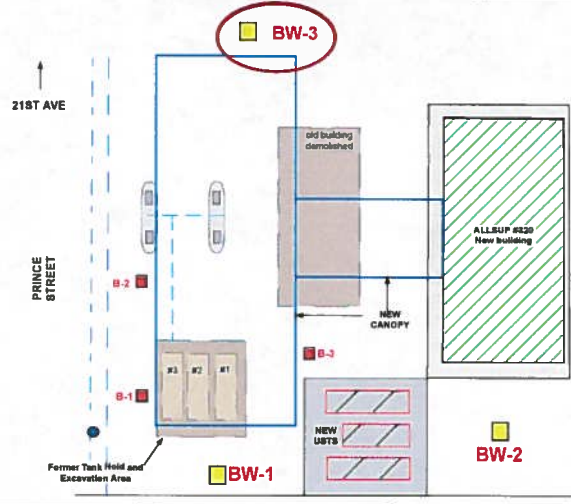 BW-3
21ST AVE
old building
demolished
ALLSUP #320
New building
PRINCE
STREET
B-2
NEW
CANOPY
B-3
#3
#2
#1
B-1
NEW
USTS
BW-2
Former Tank Hold and
Excavation Area
BW-1